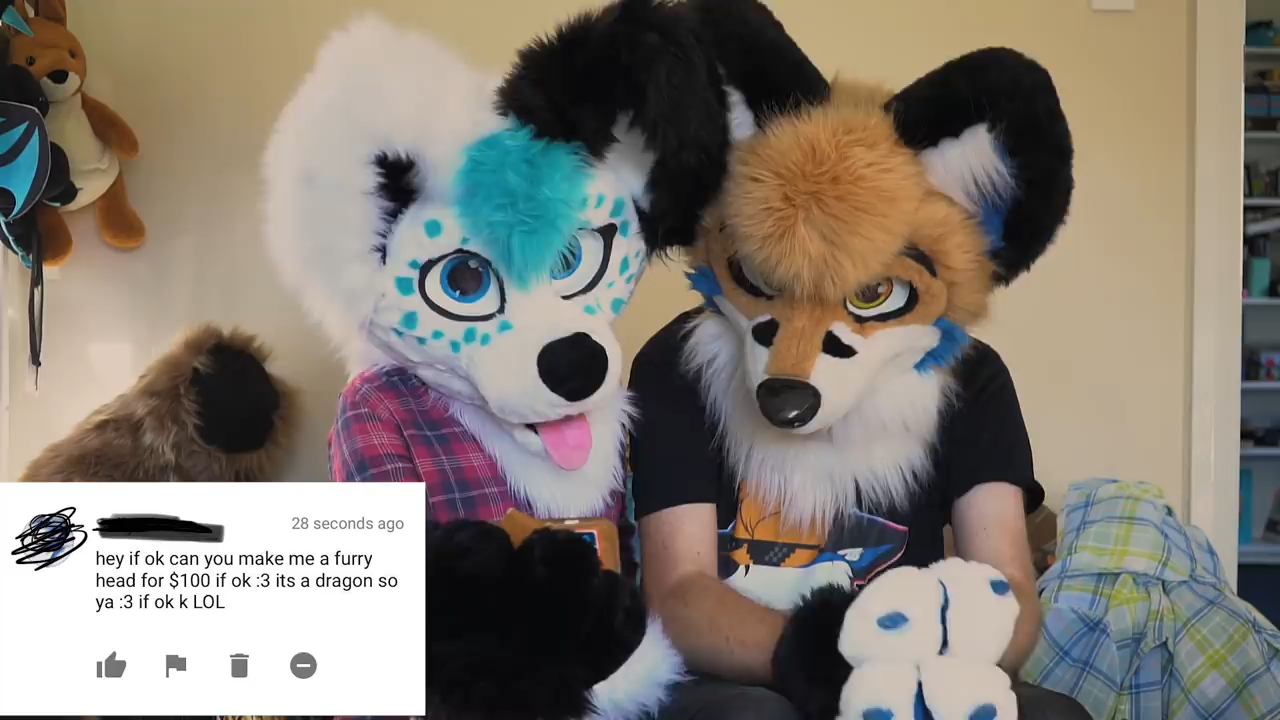 28 seconds ago
hey if ok can you make me a furry
head for $100 if ok :3 its a dragon so
ya :3 if ok k LOL